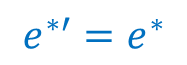 e*′ = e*